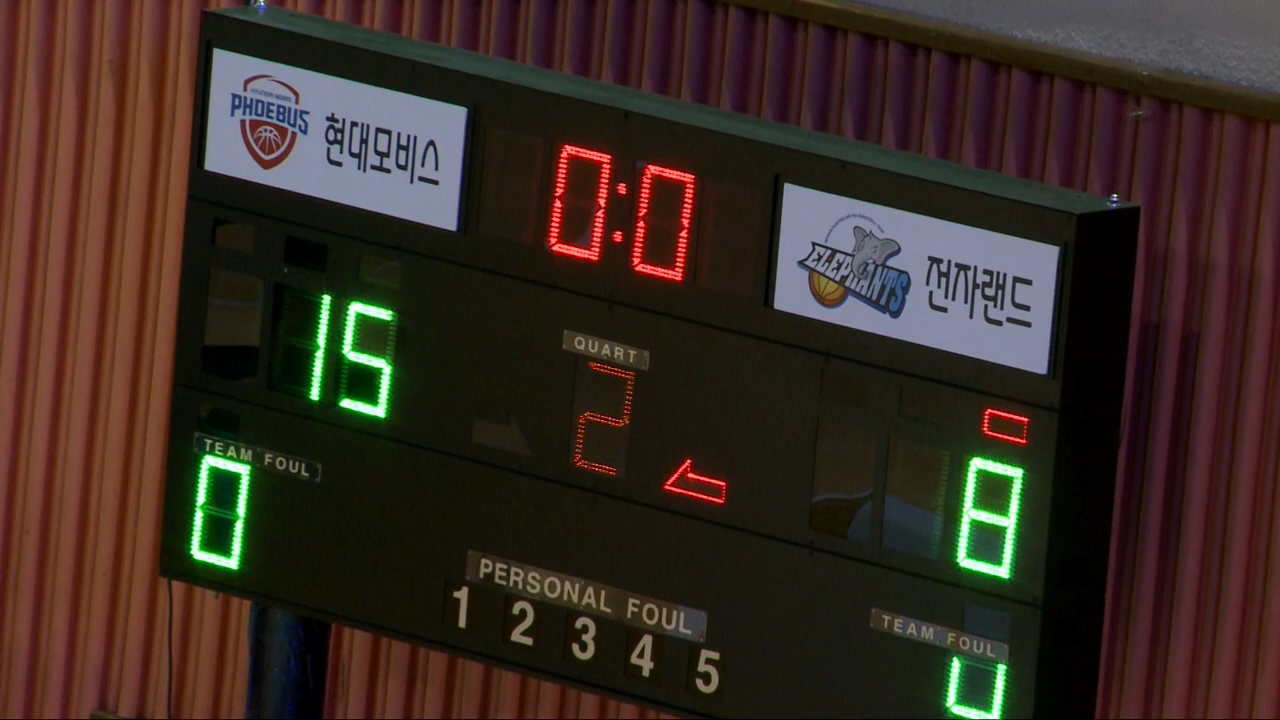 PHOEBUS
현대모비스
0:0
ELEPHANTS
전자랜드
15
QUART
2
8
TEAM FOUL
0
PERSONAL FOUL
1 2 3 4 5
TEAM FOUL